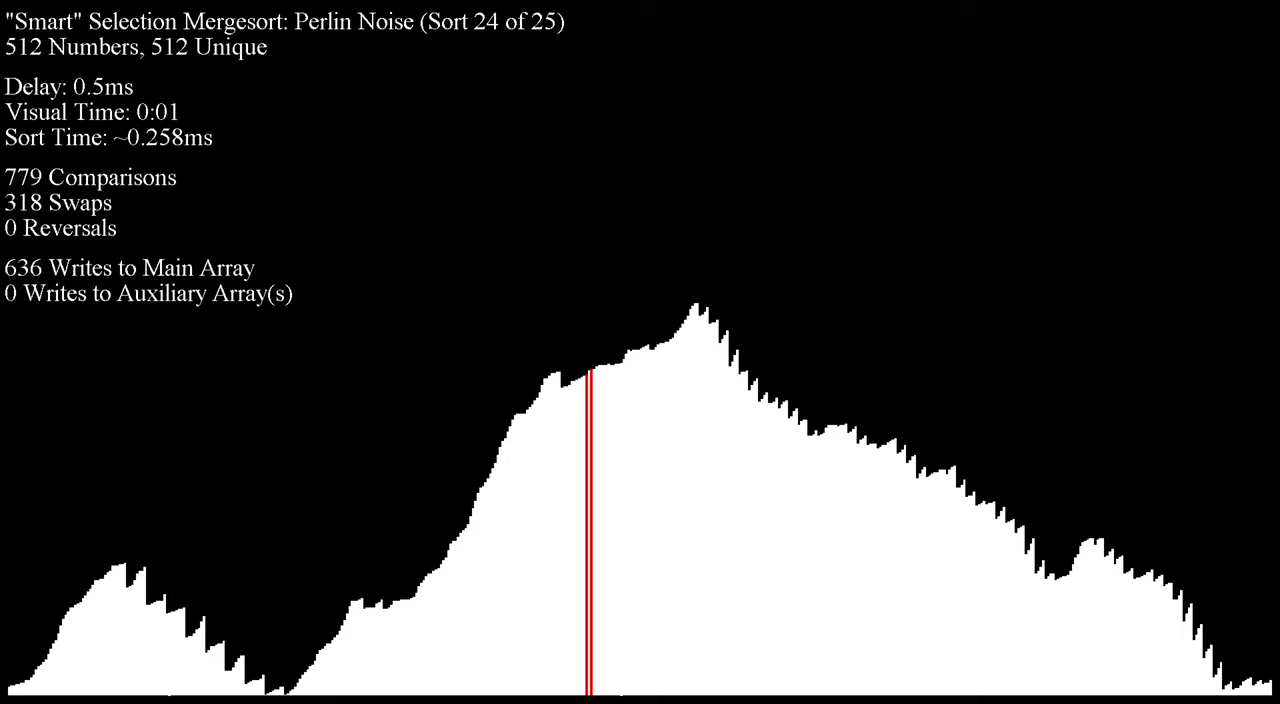 "Smart" Selection Mergesort: Perlin Noise (Sort 24 of 25)
512 Numbers, 512 Unique
Delay: 0.5ms
Visual Time: 0:01
Sort Time: ~0.258ms
779 Comparisons
318 Swaps
0 Reversals
636 Writes to Main Array
0 Writes to Auxiliary Array(s)